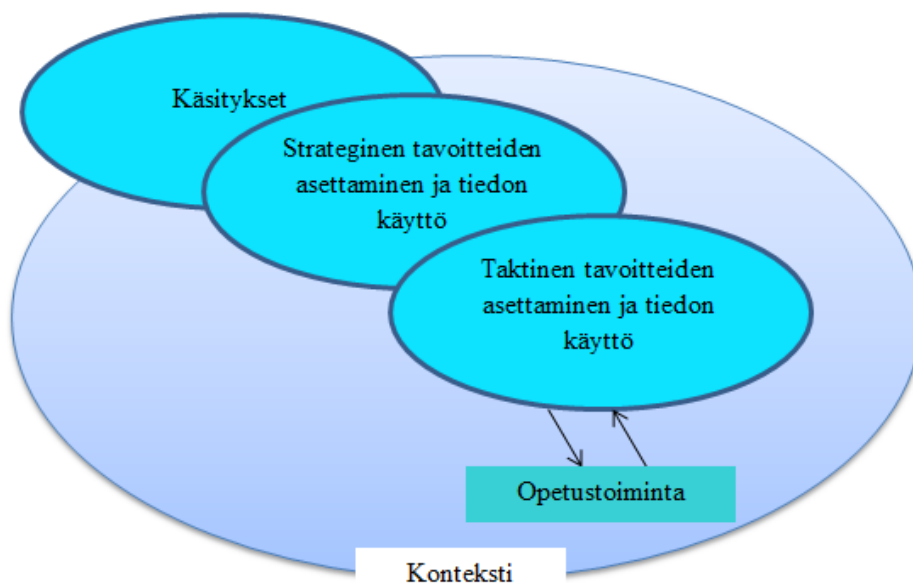 Käsitykset
Strateginen tavoitteiden
asettaminen ja tiedon
käyttö
Taktinen tavoitteiden
asettaminen ja tiedon
käyttö
Opetustoiminta
Konteksti